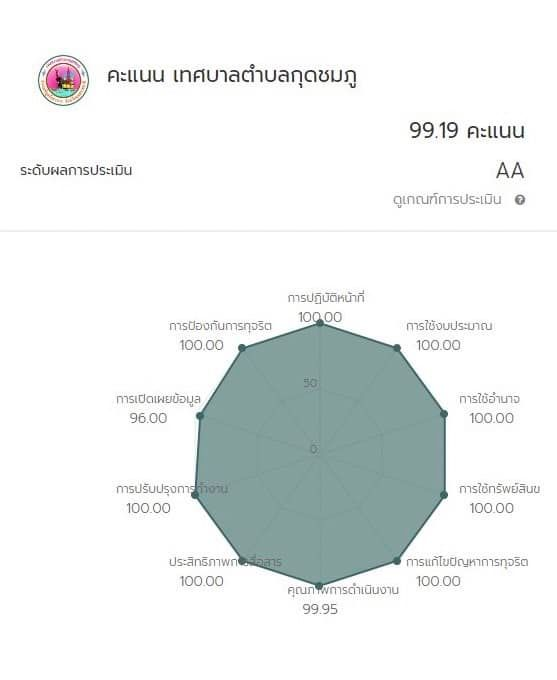 คะแนน เทศบาลตำบลกุดชมภู
99.19 คะแนน
ระดับผลการประเมิน
AA
ดูเกณฑ์การประเมิน ?
การปฏิบัติหน้าที่
100.00
การป้องกันการทุจริต
100.00
การใช้งบประมาณ
100.00
50
การเปิดเผยข้อมูล
96.00
การใช้อำนาจ
100.00
0
การปรับปรุงการทำงาน
100.00
การใช้ทรัพย์สินข
100.00
ประสิทธิภาพการสื่อสาร
100.00
การแก้ไขปัญหาการทุจริต
100.00
คุณภาพการดำเนินงาน
99.95